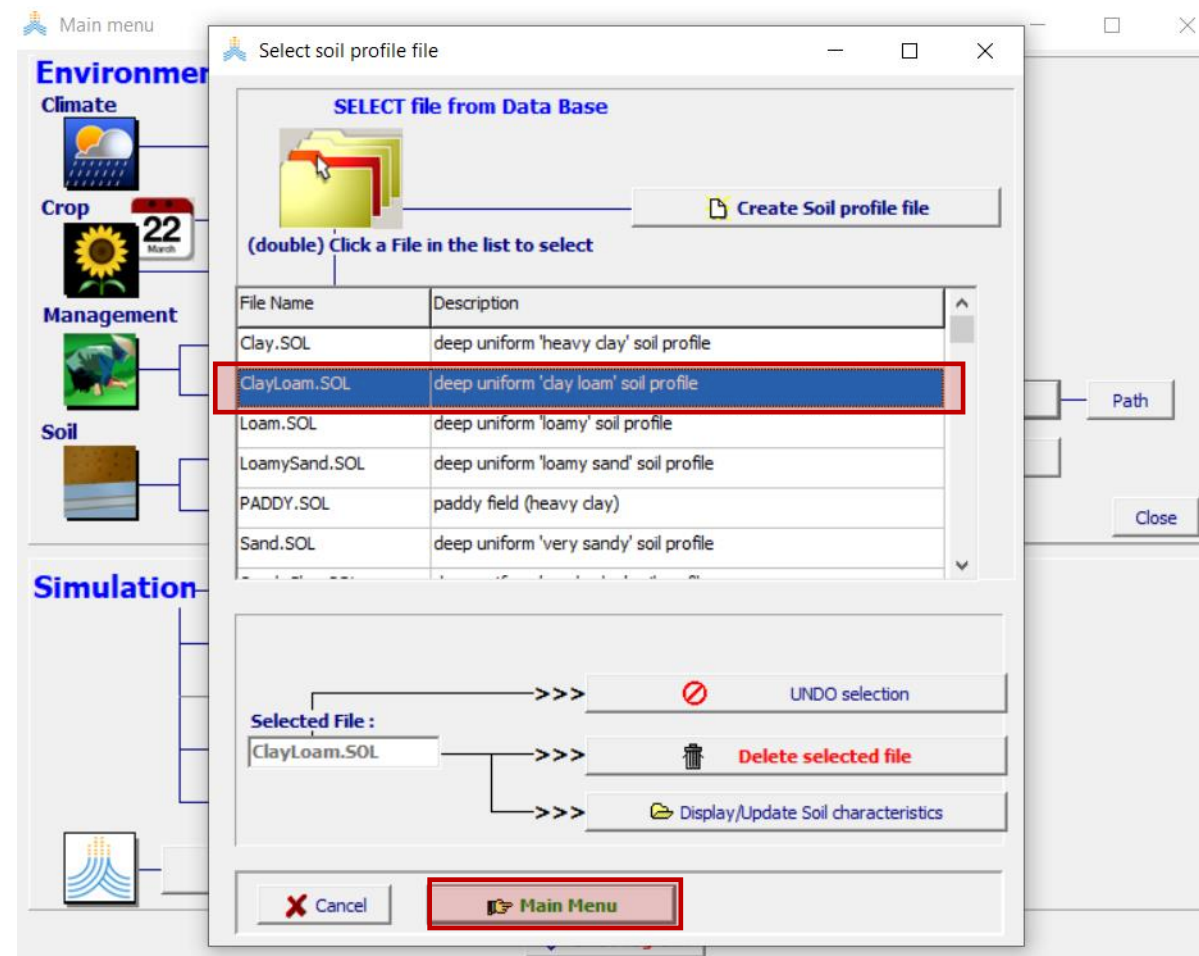 Main menu
Select soil profile file
Climate
Crop
22
March
Management
Soil
Simulation
SELECT file from Data Base
Create Soil profile file
(double) Click a File in the list to select
File Name Description
Clay.SOL deep uniform 'heavy clay' soil profile
ClayLoam.SOL deep uniform 'clay loam' soil profile
Loam.SOL deep uniform 'loamy' soil profile
LoamySand.SOL deep uniform 'loamy sand' soil profile
PADDY.SOL paddy field (heavy clay)
Sand.SOL deep uniform 'very sandy' soil profile
>>> UNDO selection
Selected File :
ClayLoam.SOL
>>> Delete selected file
>>> Display/Update Soil characteristics
Cancel
Main Menu
Path
Close